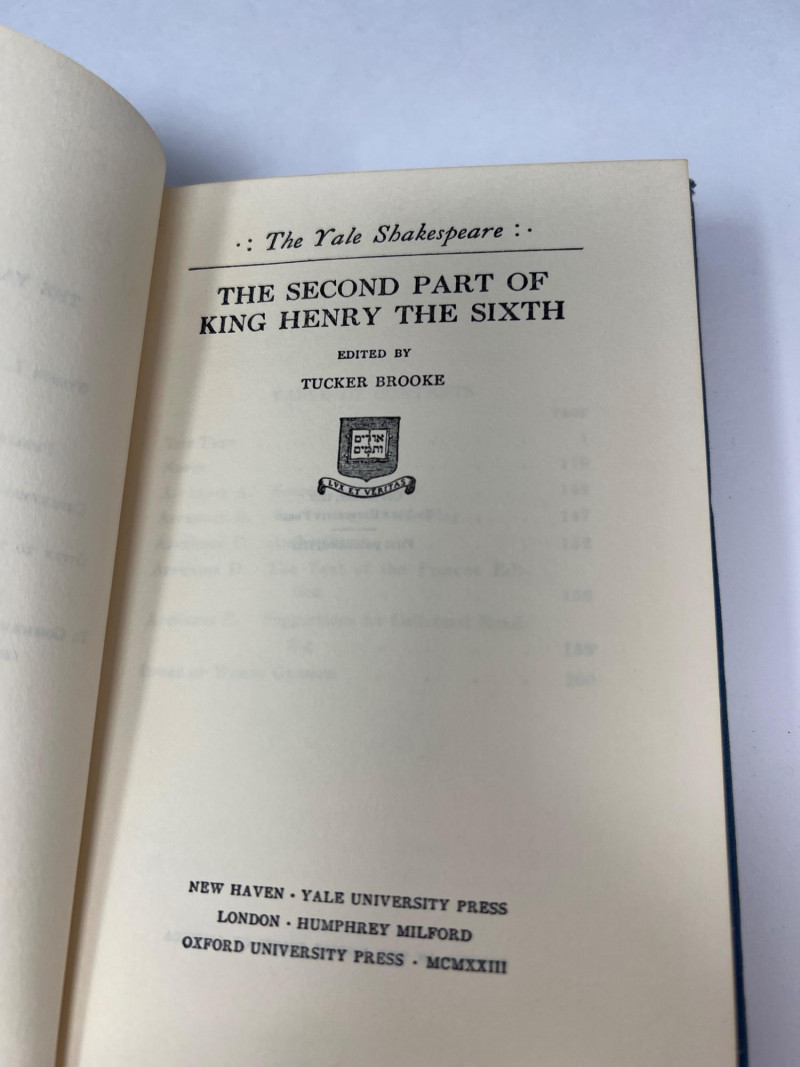 ·: The Yale Shakespeare :·
THE SECOND PART OF
KING HENRY THE SIXTH
EDITED BY
TUCKER BROOKE
אורים
ותמים
LUX ET VERITAS
NEW HAVEN · YALE UNIVERSITY PRESS
LONDON · HUMPHREY MILFORD
OXFORD UNIVERSITY PRESS · MCMXXIII